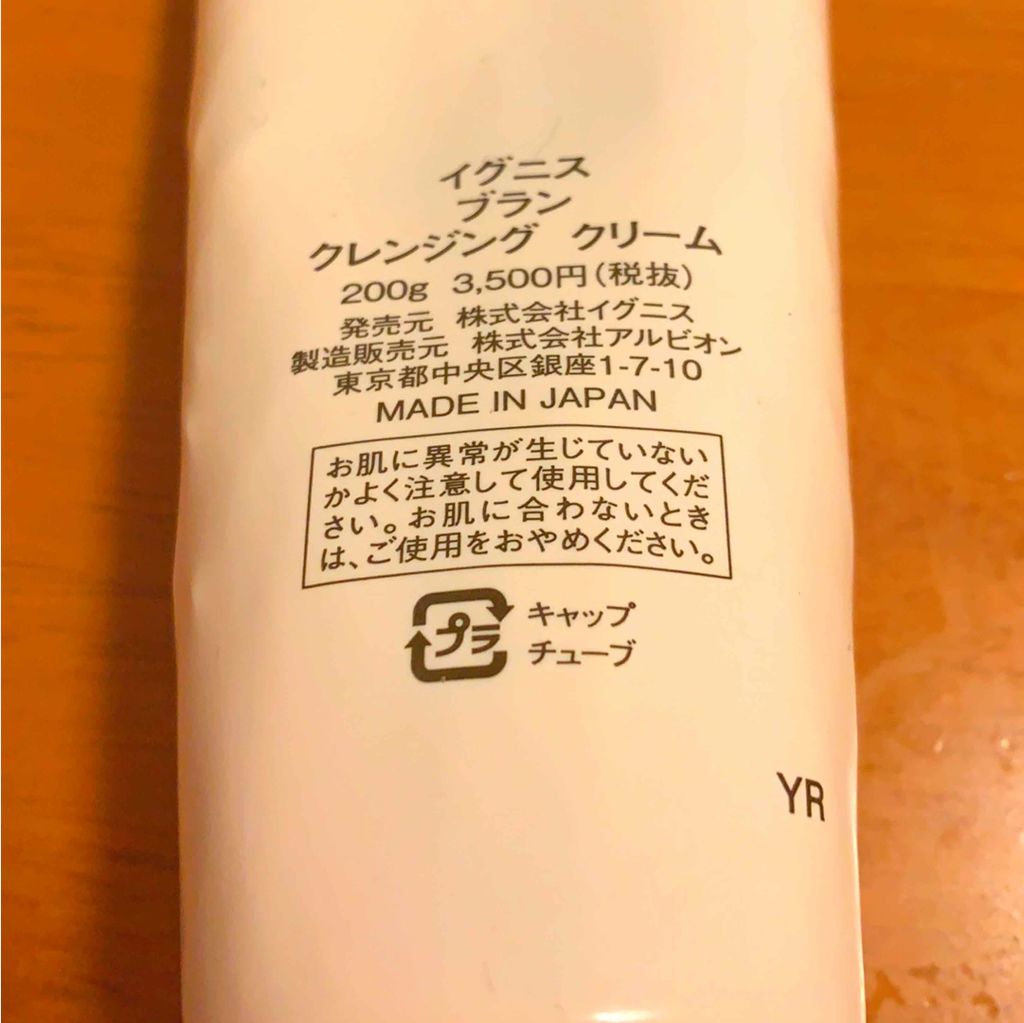 イグニス
ブラン
クレンジング クリーム
200g 3,500円(税抜)
発売元 株式会社イグニス
製造販売元 株式会社アルビオン
東京都中央区銀座1-7-10
MADE IN JAPAN
お肌に異常が生じていない
かよく注意して使用してくだ
さい。お肌に合わないとき
は、ご使用をおやめください。
プラ キャップ
チューブ
YR